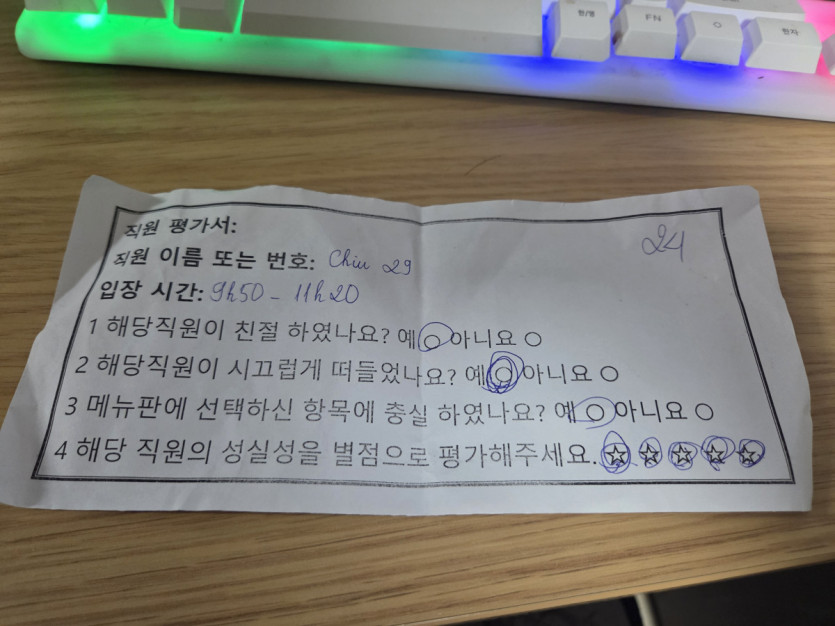 한/영 FN 한자
직원 평가서:
24
직원 이름 또는 번호: Chiu 29
입장 시간: 9h50 - 11h20
1 해당직원이 친절 하였나요? 예 ○ 아니요 ○
2 해당직원이 시끄럽게 떠들었나요? 예 ○ 아니요 ○
3 메뉴판에 선택하신 항목에 충실 하였나요? 예 ○ 아니요 ○
4 해당 직원의 성실성을 별점으로 평가해주세요. ☆ ☆ ☆ ☆ ☆